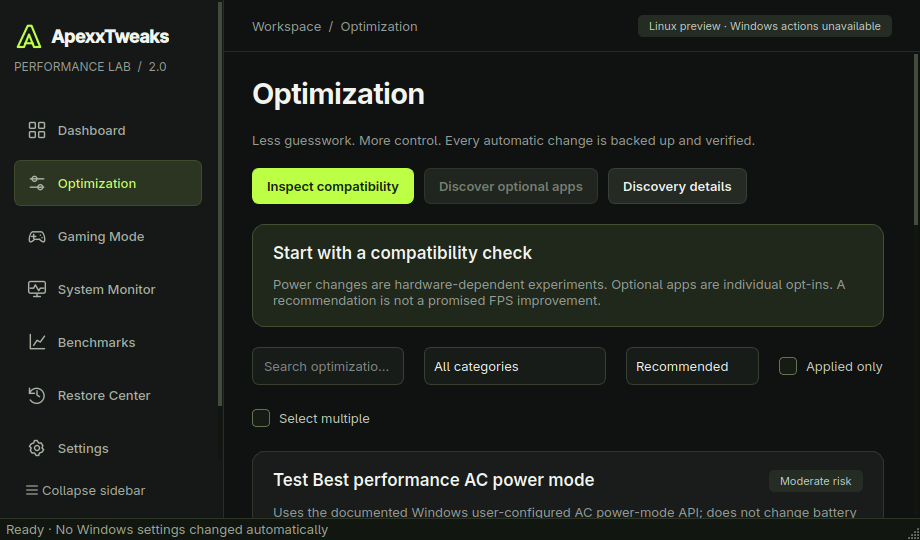 ApexxTweaks
PERFORMANCE LAB / 2.0
Dashboard
Optimization
Gaming Mode
System Monitor
Benchmarks
Restore Center
Settings
Collapse sidebar
Workspace / Optimization
Linux preview · Windows actions unavailable
Optimization
Less guesswork. More control. Every automatic change is backed up and verified.
Inspect compatibility
Discover optional apps
Discovery details
Start with a compatibility check
Power changes are hardware-dependent experiments. Optional apps are individual opt-ins. A
recommendation is not a promised FPS improvement.
Search optimizatio...
All categories
Recommended
Applied only
Select multiple
Test Best performance AC power mode
Moderate risk
Uses the documented Windows user-configured AC power-mode API; does not change battery
Ready · No Windows settings changed automatically